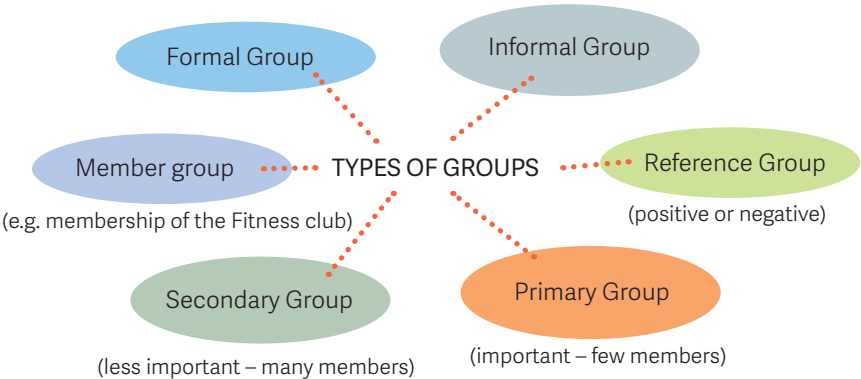 Formal Group
Informal Group
Member group
(e.g. membership of the Fitness club)
TYPES OF GROUPS
Reference Group
(positive or negative)
Secondary Group
(less important – many members)
Primary Group
(important – few members)